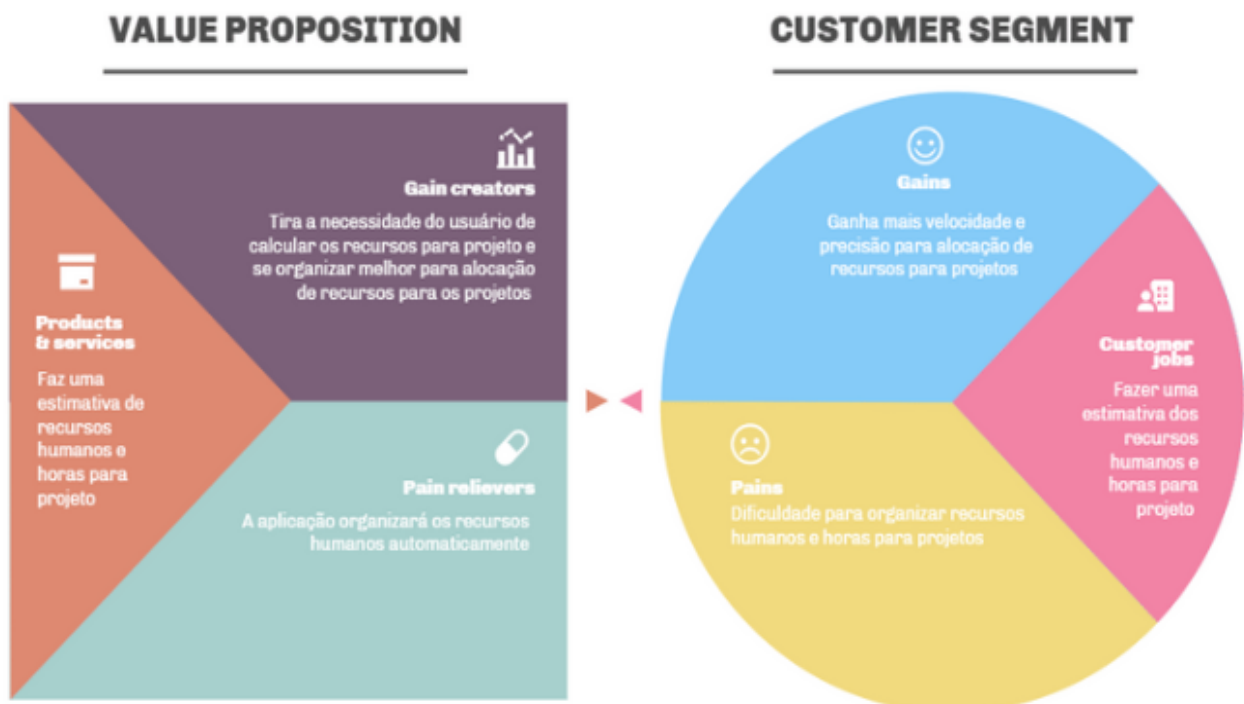 VALUE PROPOSITION
Gain creators
Tira a necessidade do usuário de
calcular os recursos para projeto e
se organizar melhor para alocação
de recursos para os projetos
Products
& services
Faz uma
estimativa de
recursos
humanos e
horas para
projeto
Pain relievers
A aplicação organizará os recursos
humanos automaticamente
CUSTOMER SEGMENT
Gains
Ganha mais velocidade e
precisão para alocação de
recursos para projetos
Customer
jobs
Fazer uma
estimativa dos
recursos
humanos e
horas para
projeto
Pains
Dificuldade para organizar recursos
humanos e horas para projetos